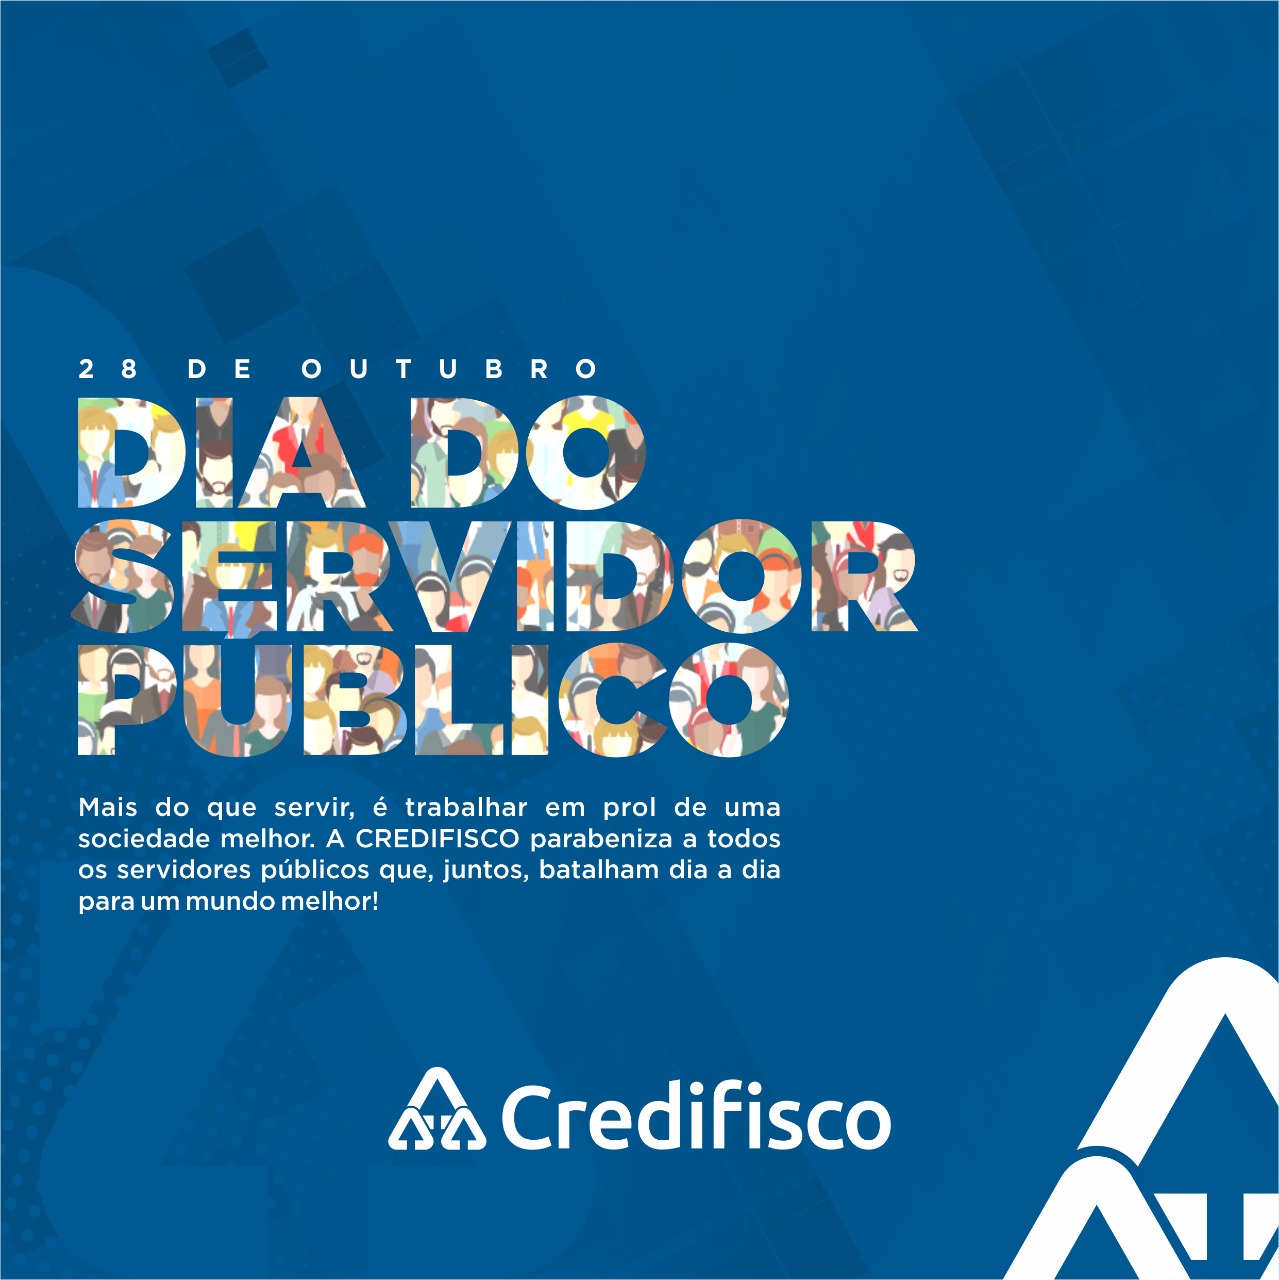 28 DE OUTUBRO
DIA DO
SERVIDOR
PÚBLICO
Mais do que servir, é trabalhar em prol de uma
sociedade melhor. A CREDIFISCO parabeniza a todos
os servidores públicos que, juntos, batalham dia a dia
para um mundo melhor!
Credifisco